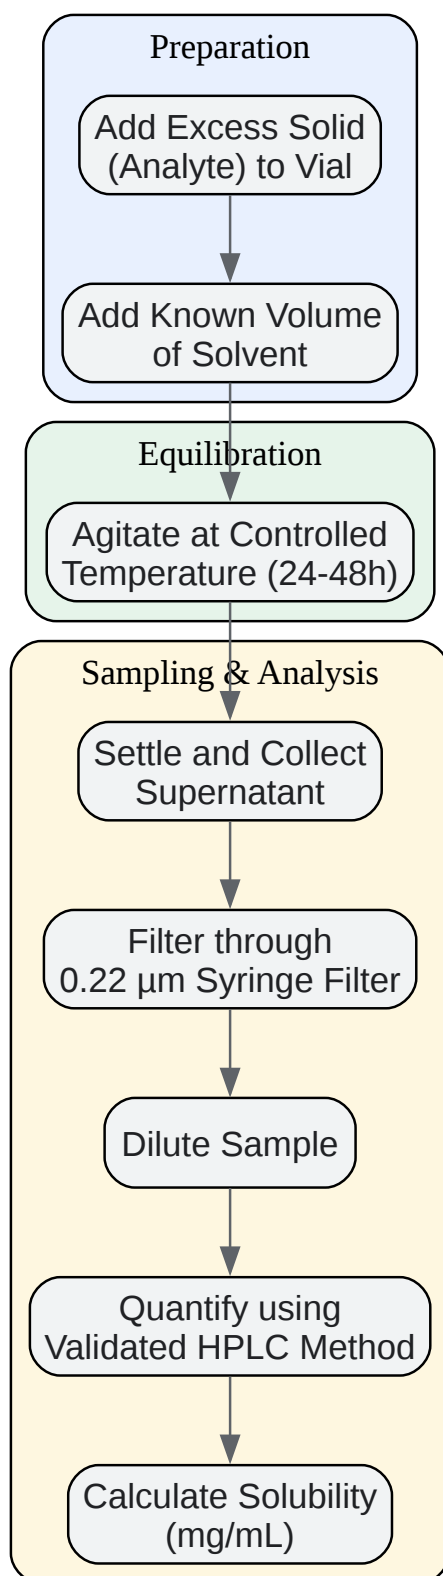 Preparation
Add Excess Solid
(Analyte) to Vial
Add Known Volume
of Solvent
Equilibration
Agitate at Controlled
Temperature (24-48h)
Sampling & Analysis
Settle and Collect
Supernatant
Filter through
0.22 µm Syringe Filter
Dilute Sample
Quantify using
Validated HPLC Method
Calculate Solubility
(mg/mL)